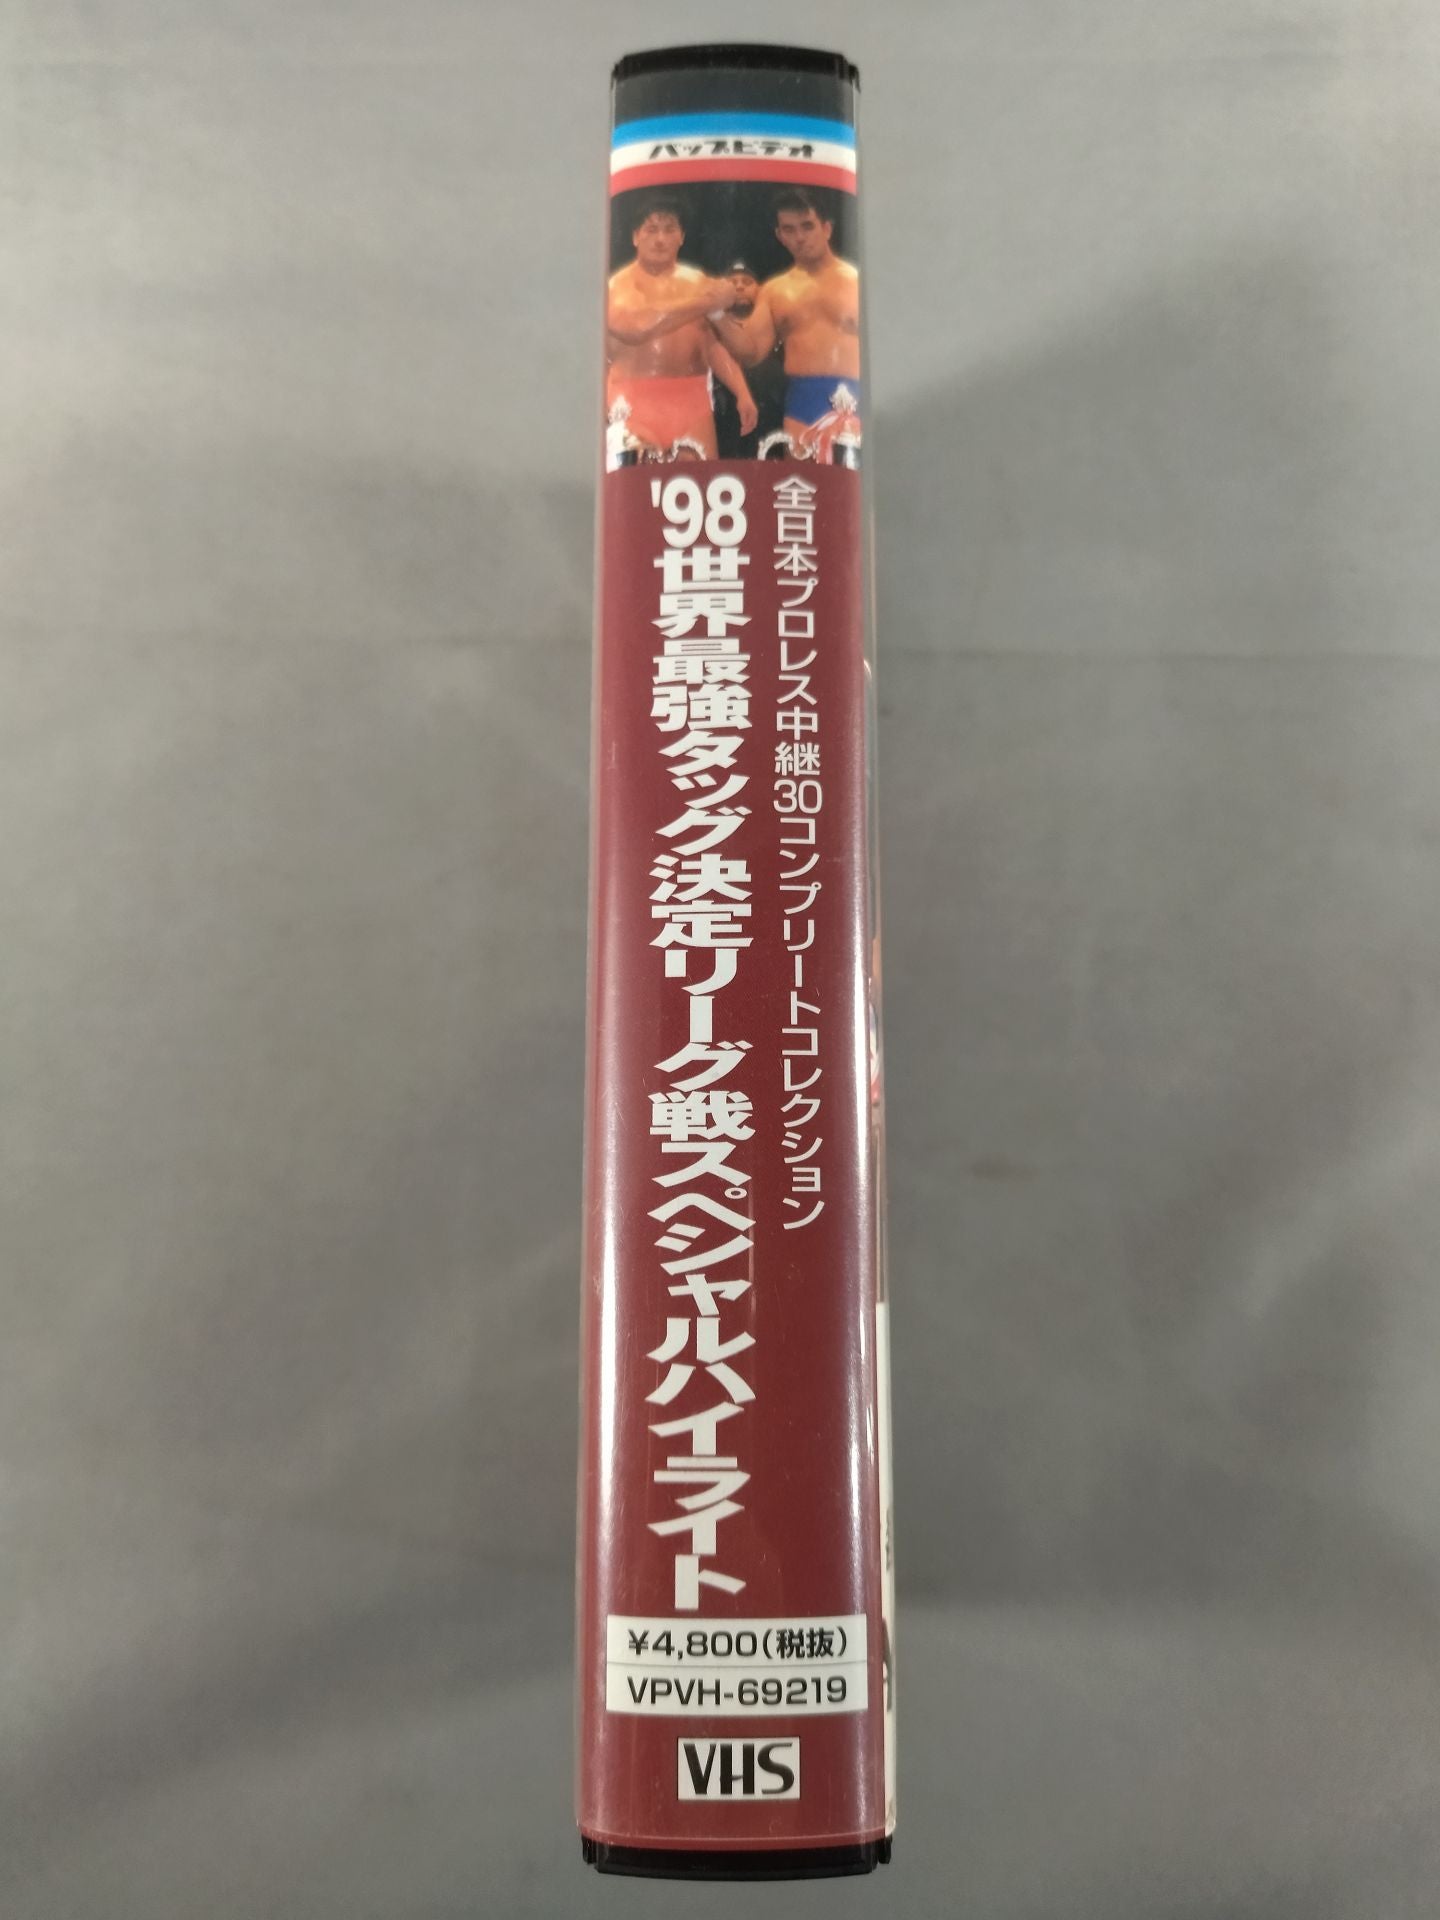 バップビデオ
全日本プロレス中継30コンプリートコレクション
'98世界最強タッグ決定リーグ戦スペシャルハイライト
¥4,800(税抜)
VPVH-69219
VHS